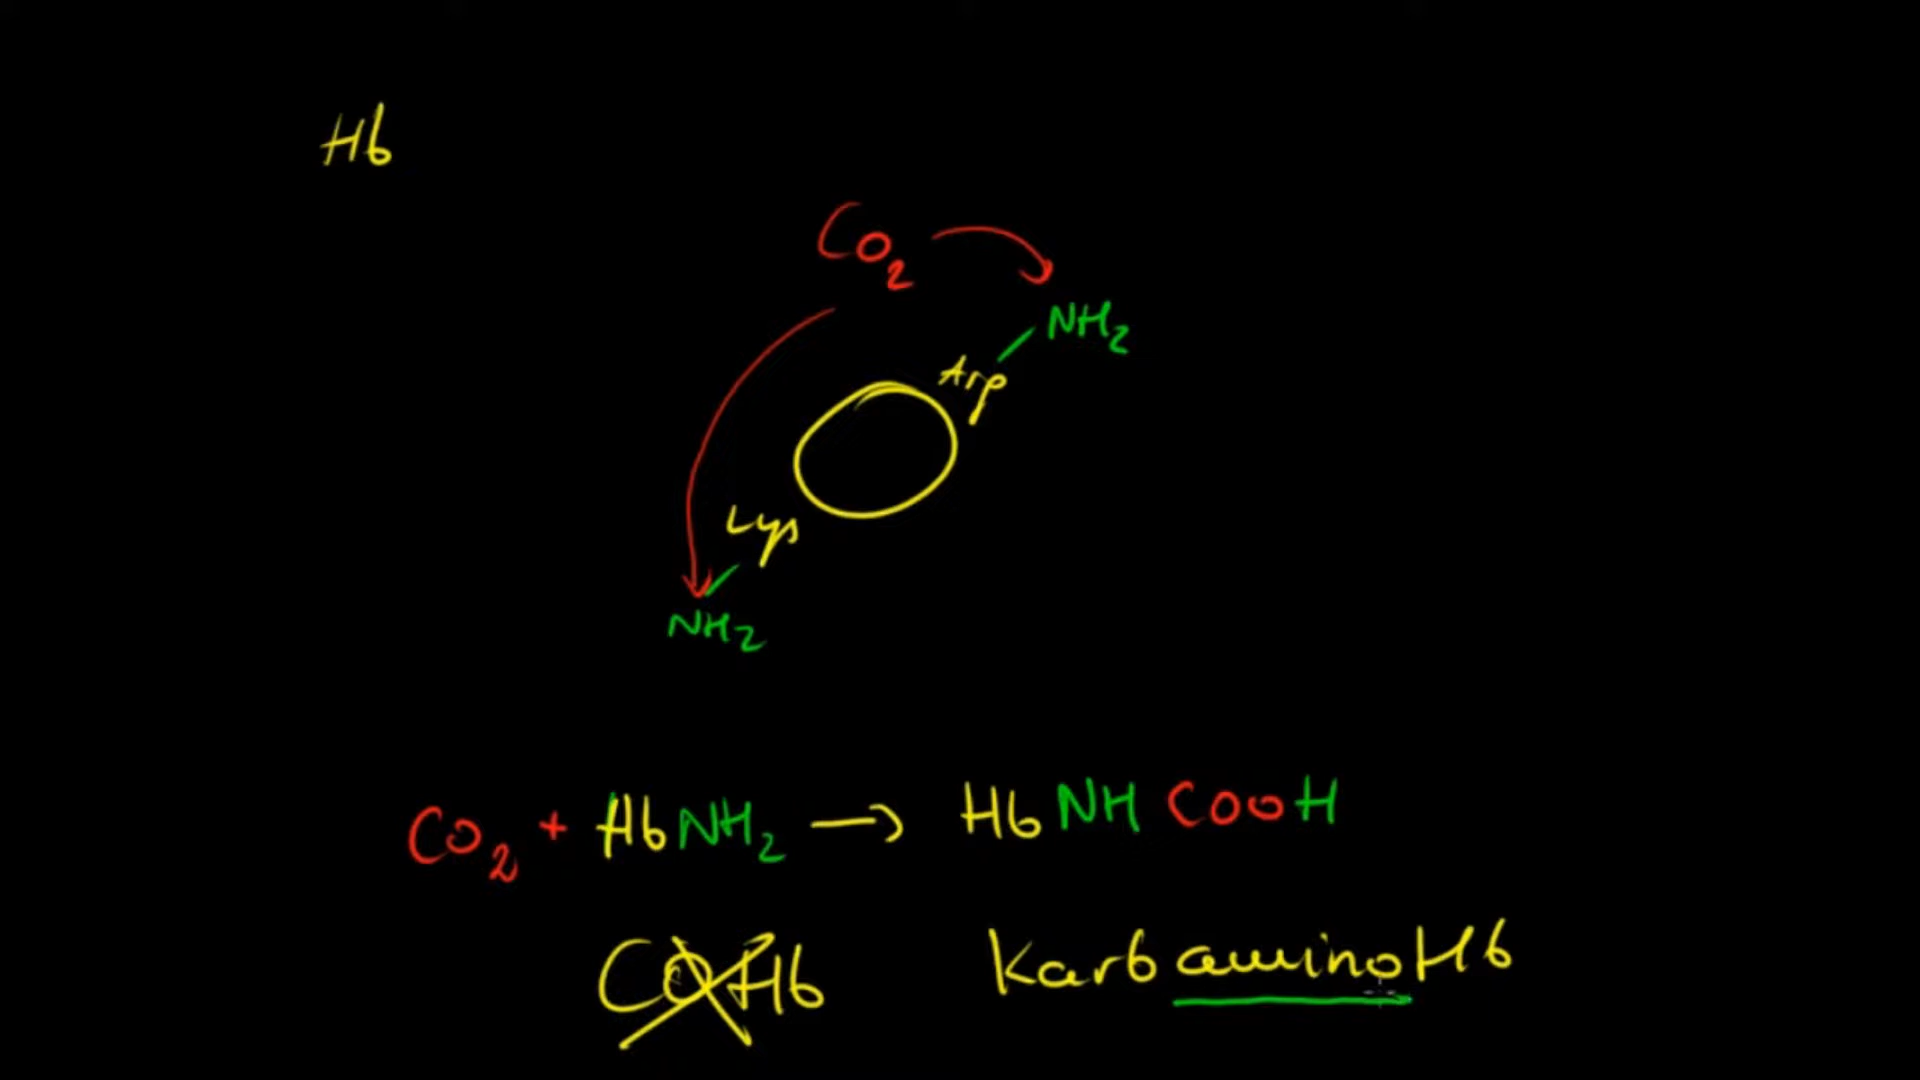 Hb
CO2
NH2
Arg
Lys
NH2
CO2 + HbNH2 → HbNHCOOH
COHb KarbaminoHb